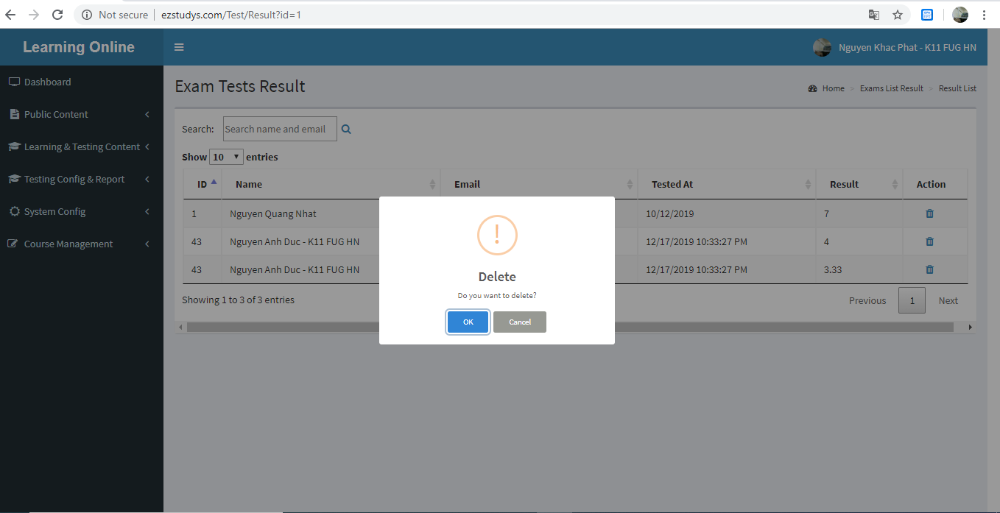 Not secure | ezstudys.com/Test/Result?id=1
Learning Online
Nguyen Khac Phat - K11 FUG HN
Dashboard
Public Content
Learning & Testing Content
Testing Config & Report
System Config
Course Management
Exam Tests Result
Home > Exams List Result > Result List
Search: Search name and email
Show 10 entries
ID Name Email Tested At Result Action
1 Nguyen Quang Nhat 10/12/2019 7
43 Nguyen Anh Duc - K11 FUG HN 12/17/2019 10:33:27 PM 4
43 Nguyen Anh Duc - K11 FUG HN 12/17/2019 10:33:27 PM 3.33
Showing 1 to 3 of 3 entries
Previous 1 Next
!
Delete
Do you want to delete?
OK Cancel